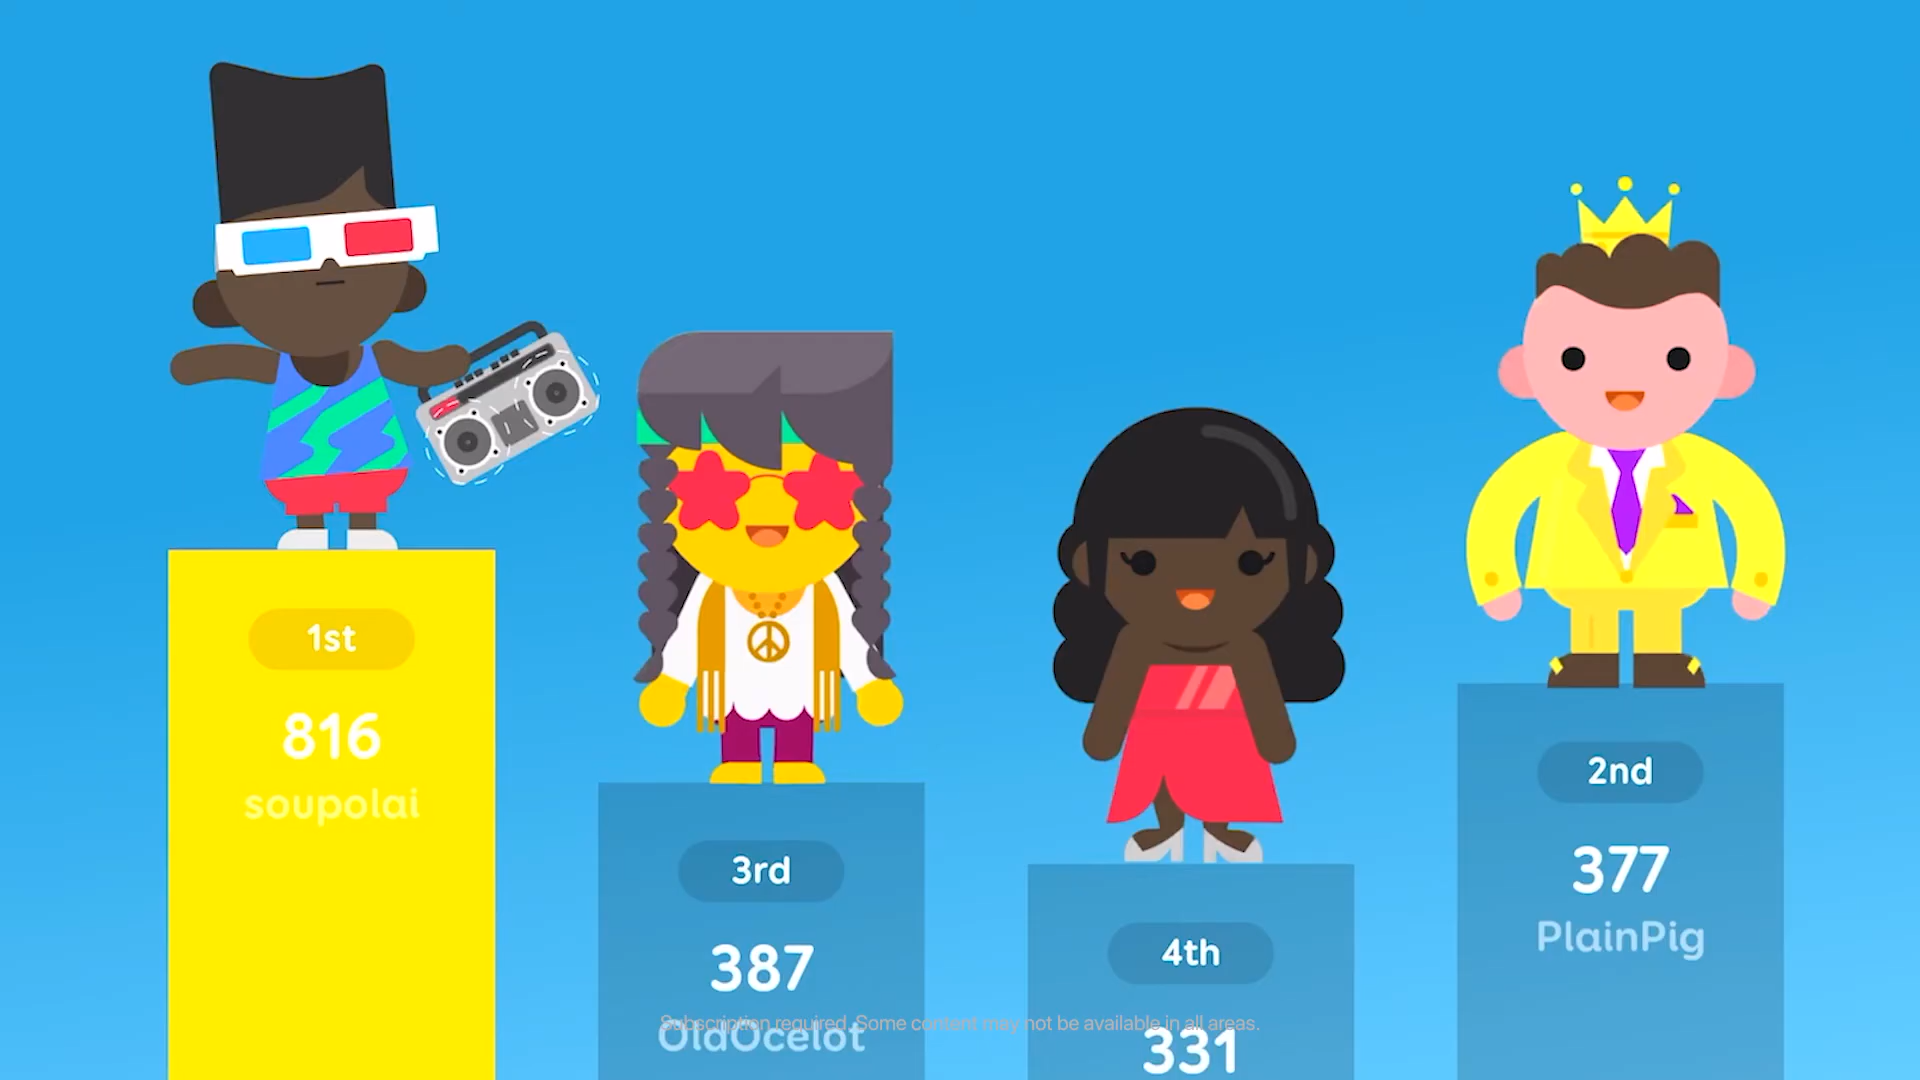 1st
816
soupolai
3rd
387
OldOcelot
4th
331
2nd
377
PlainPig
Subscription required. Some content may not be available in all areas.